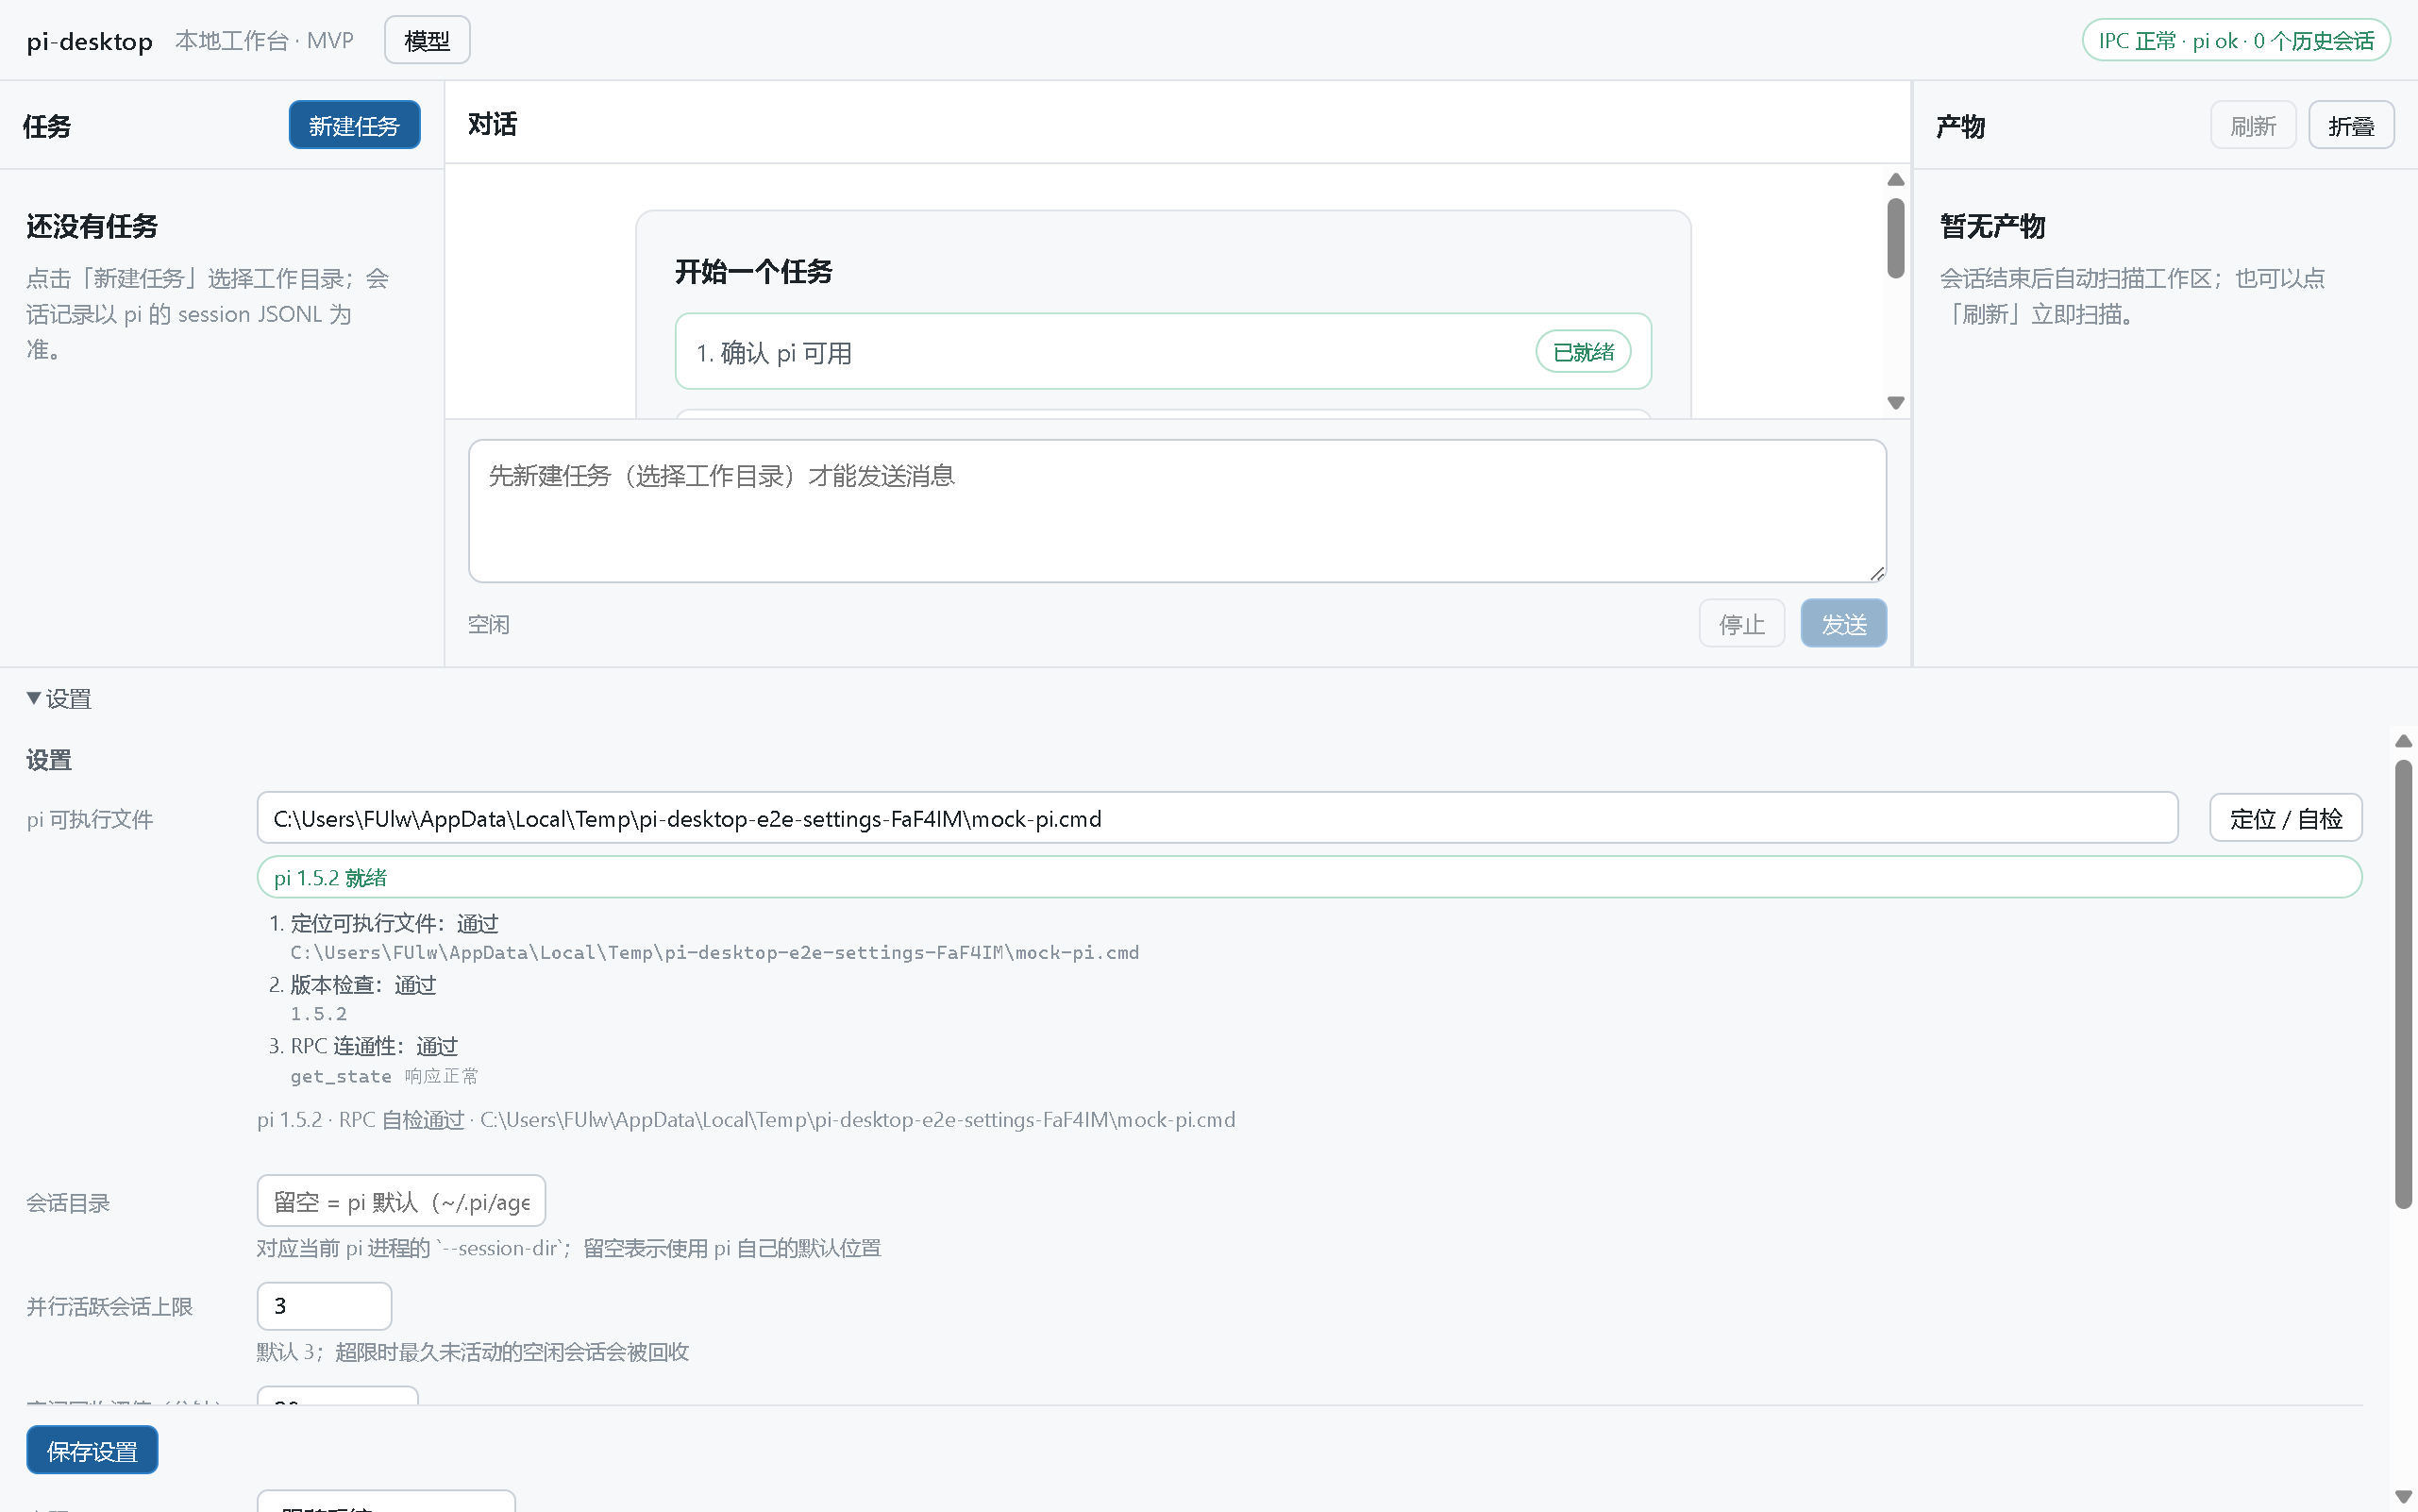 pi-desktop 本地工作台 · MVP 模型
IPC 正常 · pi ok · 0 个历史会话
任务
新建任务
还没有任务
点击「新建任务」选择工作目录；会
话记录以 pi 的 session JSONL 为
准。
对话
开始一个任务
1. 确认 pi 可用
已就绪
先新建任务（选择工作目录）才能发送消息
空闲
停止
发送
产物
刷新
折叠
暂无产物
会话结束后自动扫描工作区；也可以点
「刷新」立即扫描。
▼设置
设置
pi 可执行文件
C:\Users\FUlw\AppData\Local\Temp\pi-desktop-e2e-settings-FaF4IM\mock-pi.cmd
定位 / 自检
pi 1.5.2 就绪
1. 定位可执行文件：通过
C:\Users\FUlw\AppData\Local\Temp\pi-desktop-e2e-settings-FaF4IM\mock-pi.cmd
2. 版本检查：通过
1.5.2
3. RPC 连通性：通过
get_state 响应正常
pi 1.5.2 · RPC 自检通过 · C:\Users\FUlw\AppData\Local\Temp\pi-desktop-e2e-settings-FaF4IM\mock-pi.cmd
会话目录
留空 = pi 默认（~/.pi/age
对应当前 pi 进程的 `--session-dir`；留空表示使用 pi 自己的默认位置
并行活跃会话上限
3
默认 3；超限时最久未活动的空闲会话会被回收
保存设置